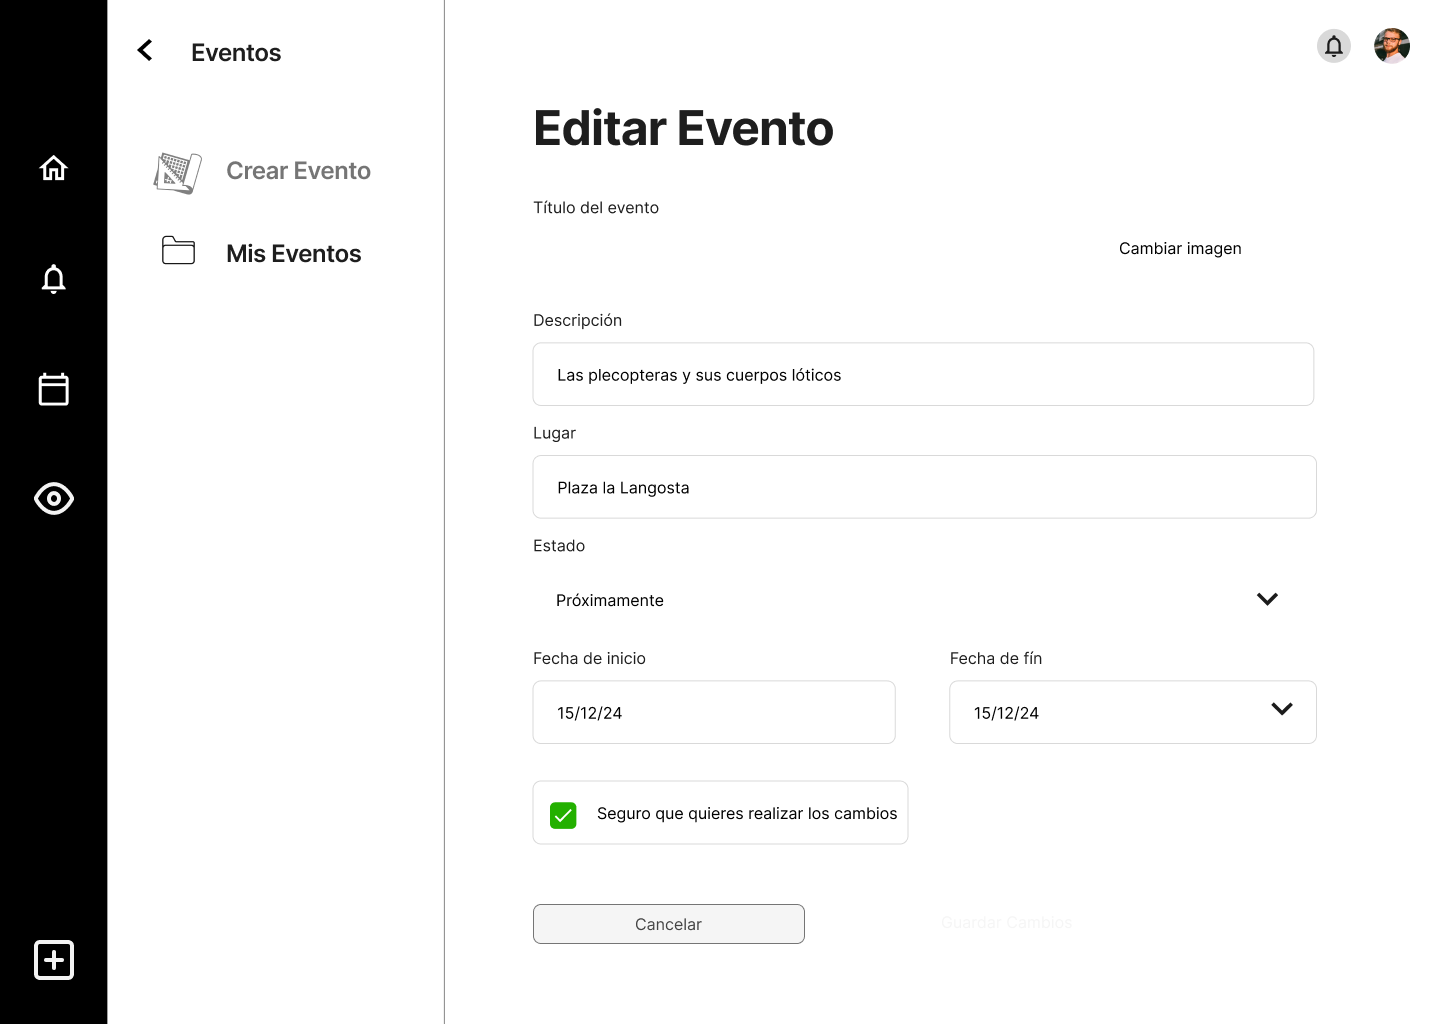 Eventos
Crear Evento
Mis Eventos
Editar Evento
Título del evento
Cambiar imagen
Descripción
Las plecopteras y sus cuerpos lóticos
Lugar
Plaza la Langosta
Estado
Próximamente
Fecha de inicio
Fecha de fín
15/12/24
15/12/24
Seguro que quieres realizar los cambios
Cancelar
Guardar Cambios